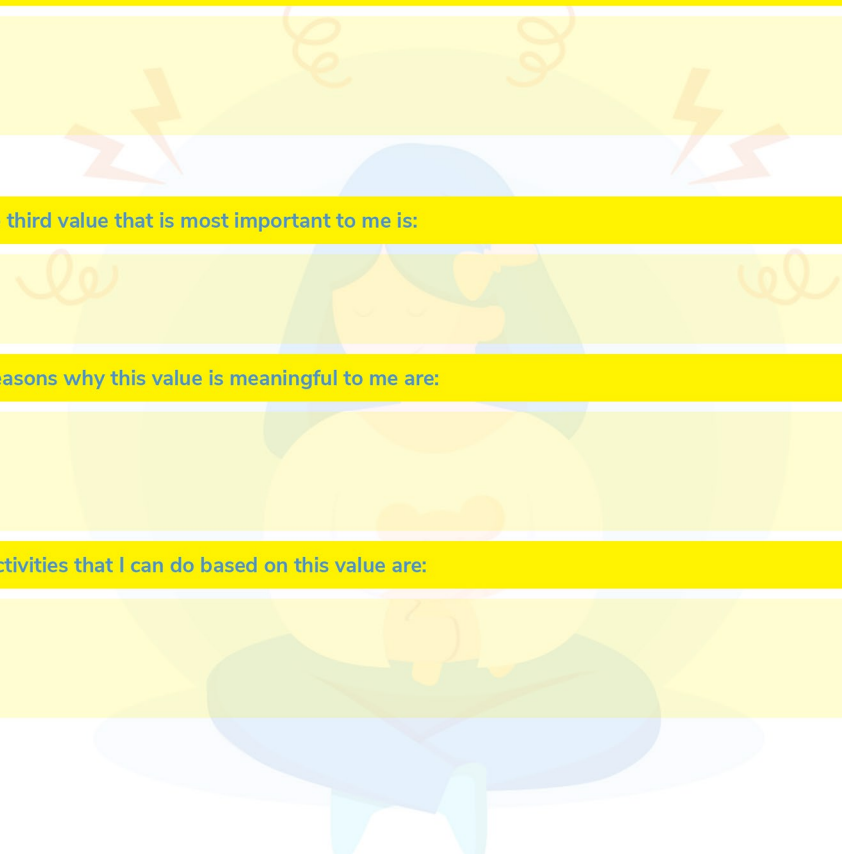 third value that is most important to me is:
easons why this value is meaningful to me are:
ctivities that I can do based on this value are: